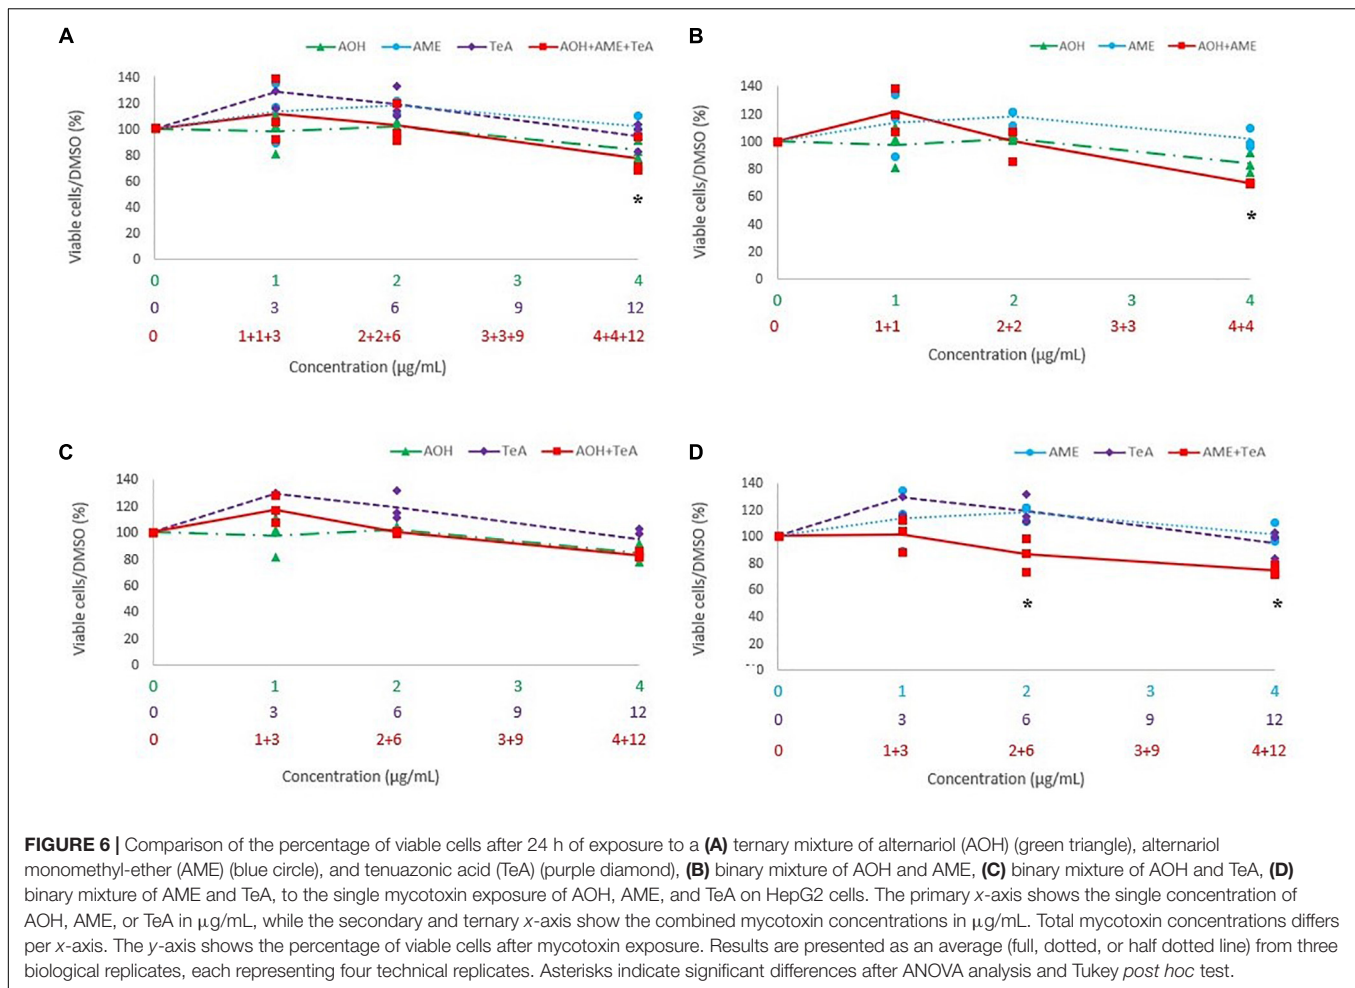 A
AOH AME TeA AOH+AME+TeA
140
120
100
80
60
40
20
0
Viable cells/DMSO (%)
0 1 2 3 4
0 3 6 9 12
0 1+1+3 2+2+6 3+3+9 4+4+12
Concentration (µg/mL)
*
B
AOH AME AOH+AME
140
120
100
80
60
40
20
0
Viable cells/DMSO (%)
0 1 2 3 4
0 1+1 2+2 3+3 4+4
Concentration (µg/mL)
*
C
AOH TeA AOH+TeA
140
120
100
80
60
40
20
0
Viable cells/DMSO (%)
0 1 2 3 4
0 3 6 9 12
0 1+3 2+6 3+9 4+12
Concentration (µg/mL)
D
AME TeA AME+TeA
140
120
100
80
60
40
20
0
Viable cells/DMSO (%)
* *
0 1 2 3 4
0 3 6 9 12
0 1+3 2+6 3+9 4+12
Concentration (µg/mL)
FIGURE 6 | Comparison of the percentage of viable cells after 24 h of exposure to a (A) ternary mixture of alternariol (AOH) (green triangle), alternariol
monomethyl-ether (AME) (blue circle), and tenuazonic acid (TeA) (purple diamond), (B) binary mixture of AOH and AME, (C) binary mixture of AOH and TeA, (D)
binary mixture of AME and TeA, to the single mycotoxin exposure of AOH, AME, and TeA on HepG2 cells. The primary x-axis shows the single concentration of
AOH, AME, or TeA in µg/mL, while the secondary and ternary x-axis show the combined mycotoxin concentrations in µg/mL. Total mycotoxin concentrations differs
per x-axis. The y-axis shows the percentage of viable cells after mycotoxin exposure. Results are presented as an average (full, dotted, or half dotted line) from three
biological replicates, each representing four technical replicates. Asterisks indicate significant differences after ANOVA analysis and Tukey post hoc test.